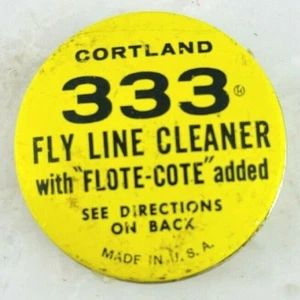 CORTLAND
333®
FLY LINE CLEANER
with "FLOTE-COTE" added
SEE DIRECTIONS
ON BACK
MADE IN U.S.A.